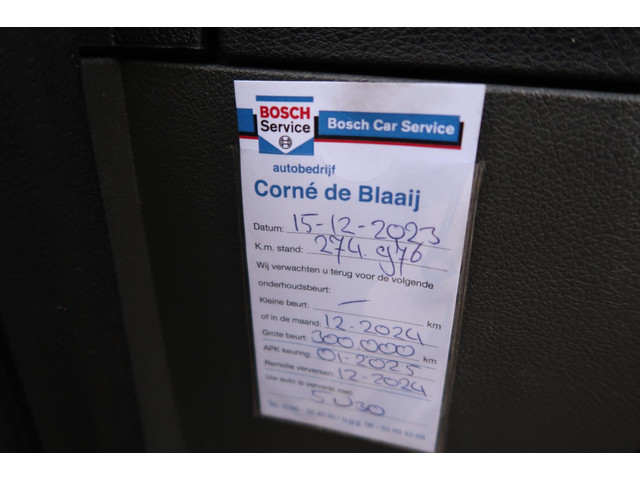 BOSCH
Service
Bosch Car Service
autobedrijf
Corné de Blaaij
Datum: 15-12-2023
K.m. stand: 274.976
Wij verwachten u terug voor de volgende
onderhoudsbeurt:
Kleine beurt: — km
of in de maand: 12-2024
Grote beurt: 300.000 km
APK keuring: 01-2025
Remolie verversen: 12-2024
Uw auto is ververst met:
5W30